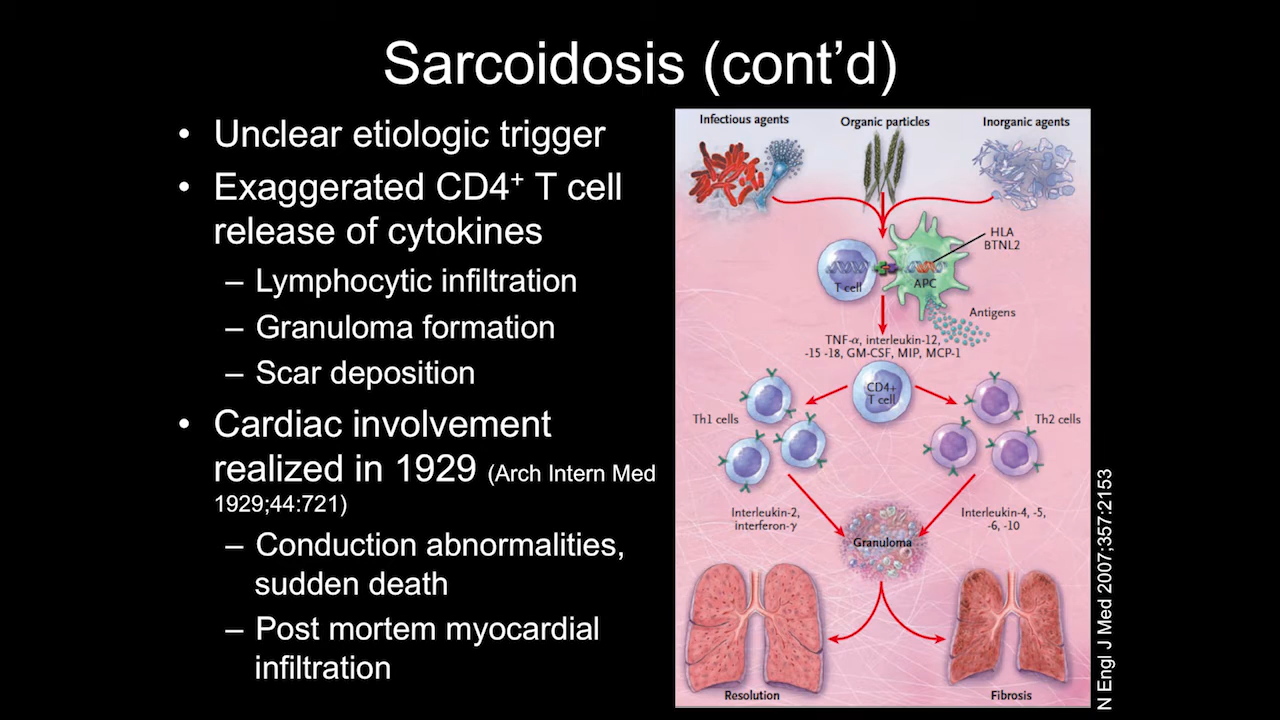 Sarcoidosis (cont’d)
• Unclear etiologic trigger
• Exaggerated CD4⁺ T cell
release of cytokines
– Lymphocytic infiltration
– Granuloma formation
– Scar deposition
• Cardiac involvement
realized in 1929 (Arch Intern Med
1929;44:721)
– Conduction abnormalities,
sudden death
– Post mortem myocardial
infiltration
Infectious agents
Organic particles
Inorganic agents
HLA
BTNL2
T cell
APC
Antigens
TNF-α, interleukin-12,
-15 -18, GM-CSF, MIP, MCP-1
CD4+
T cell
Th1 cells
Th2 cells
Interleukin-2,
interferon-γ
Interleukin-4, -5,
-6, -10
Granuloma
Resolution
Fibrosis
N Engl J Med 2007;357:2153